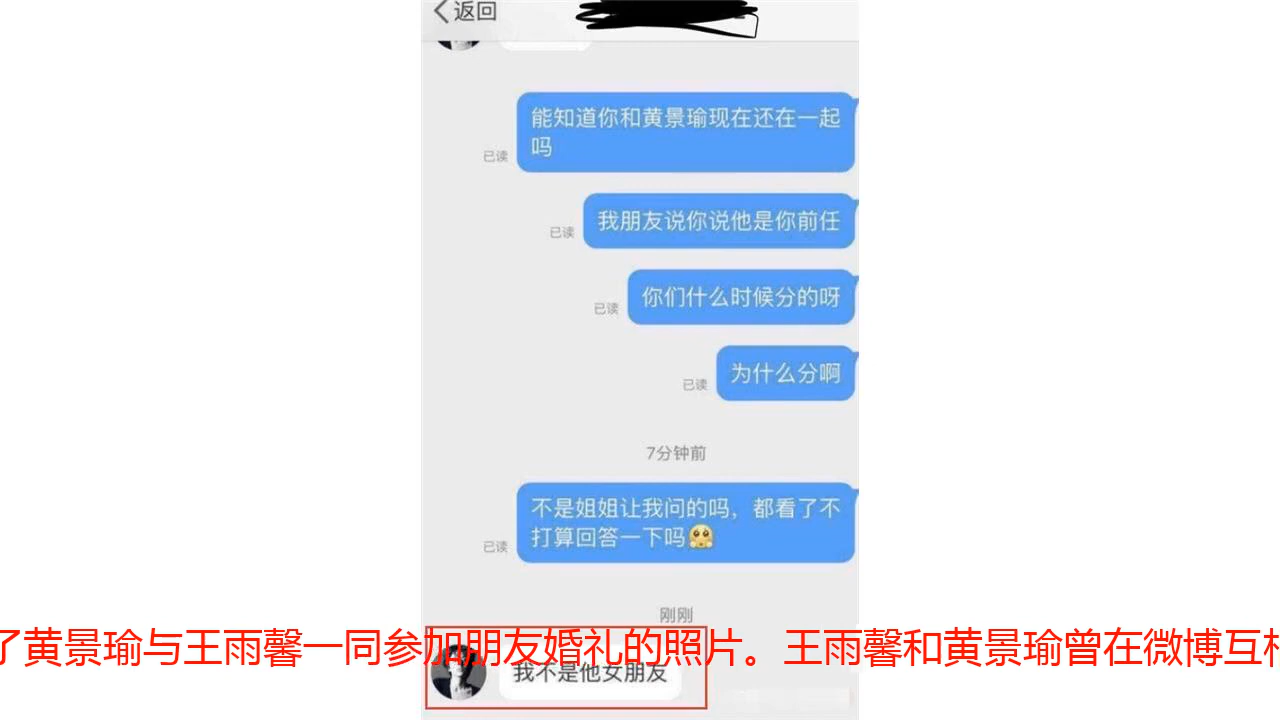 返回
能知道你和黄景瑜现在还在一起
吗
已读
我朋友说你说他是你前任
已读
你们什么时候分的呀
已读
为什么分啊
已读
7分钟前
不是姐姐让我问的吗，都看了不
打算回答一下吗
已读
刚刚
了黄景瑜与王雨馨一同参加朋友婚礼的照片。王雨馨和黄景瑜曾在微博互
我不是他女朋友